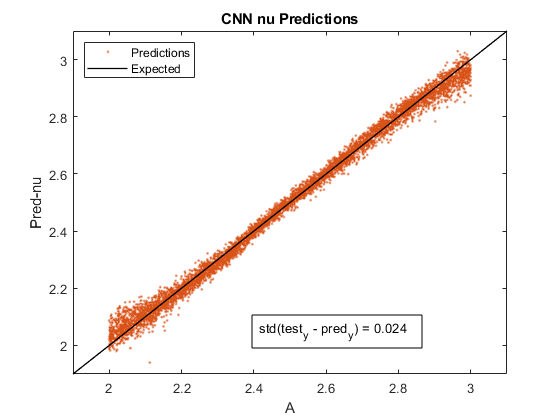 CNN nu Predictions
Predictions
Expected
3
2.8
2.6
2.4
2.2
2
Pred-nu
std(test_y - pred_y) = 0.024
2 2.2 2.4 2.6 2.8 3
A